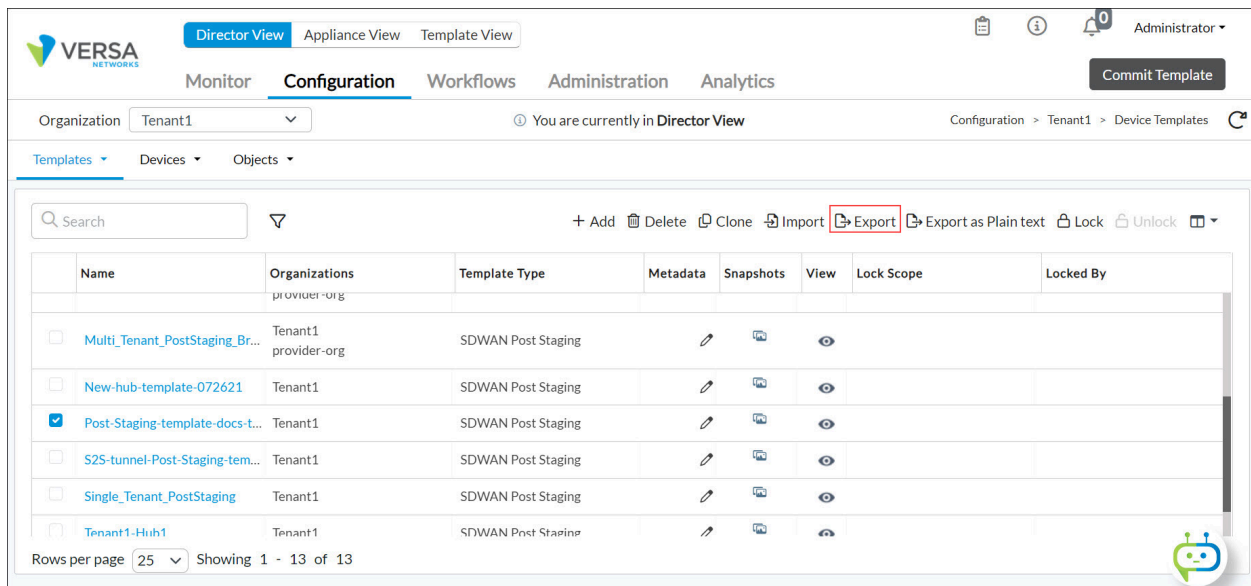 VERSA
NETWORKS
Director View Appliance View Template View
0
Administrator
Monitor Configuration Workflows Administration Analytics
Commit Template
Organization Tenant1 You are currently in Director View Configuration > Tenant1 > Device Templates
Templates Devices Objects
Search + Add Delete Clone Import Export Export as Plain text Lock Unlock
Name Organizations Template Type Metadata Snapshots View Lock Scope Locked By
provider-org
Multi_Tenant_PostStaging_Br... Tenant1 SDWAN Post Staging
provider-org
New-hub-template-072621 Tenant1 SDWAN Post Staging
Post-Staging-template-docs-t... Tenant1 SDWAN Post Staging
S2S-tunnel-Post-Staging-tem... Tenant1 SDWAN Post Staging
Single_Tenant_PostStaging Tenant1 SDWAN Post Staging
Tenant1-Hub1 Tenant1 SDWAN Post Staging
Rows per page 25 Showing 1 - 13 of 13